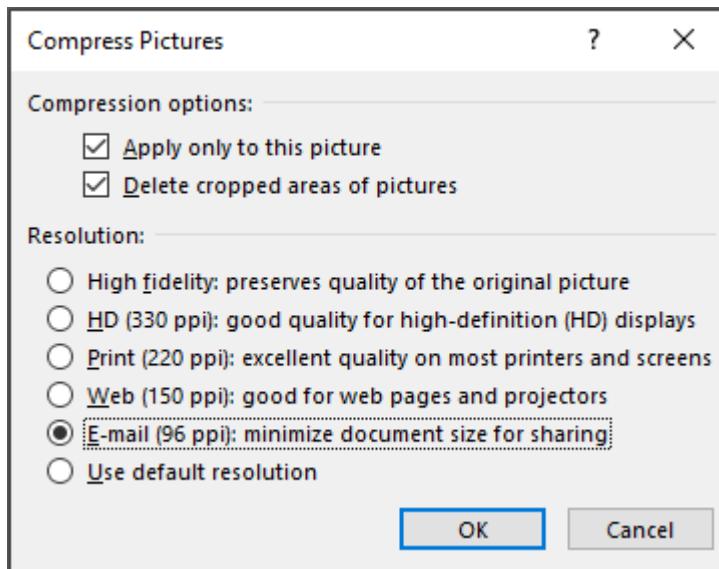 Compress Pictures ?
Compression options:
Apply only to this picture
Delete cropped areas of pictures
Resolution:
High fidelity: preserves quality of the original picture
HD (330 ppi): good quality for high-definition (HD) displays
Print (220 ppi): excellent quality on most printers and screens
Web (150 ppi): good for web pages and projectors
E-mail (96 ppi): minimize document size for sharing
Use default resolution
OK Cancel